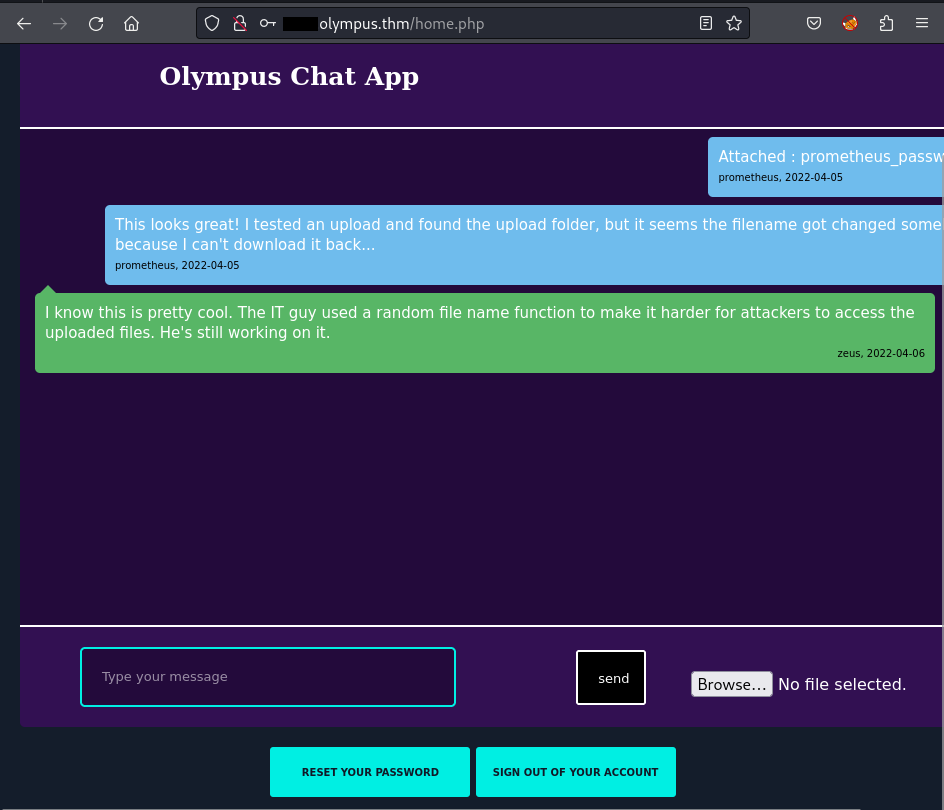 olympus.thm/home.php
Olympus Chat App
Attached : prometheus_passw
prometheus, 2022-04-05
This looks great! I tested an upload and found the upload folder, but it seems the filename got changed some
because I can't download it back...
prometheus, 2022-04-05
I know this is pretty cool. The IT guy used a random file name function to make it harder for attackers to access the
uploaded files. He's still working on it.
zeus, 2022-04-06
Type your message
send
Browse... No file selected.
RESET YOUR PASSWORD
SIGN OUT OF YOUR ACCOUNT